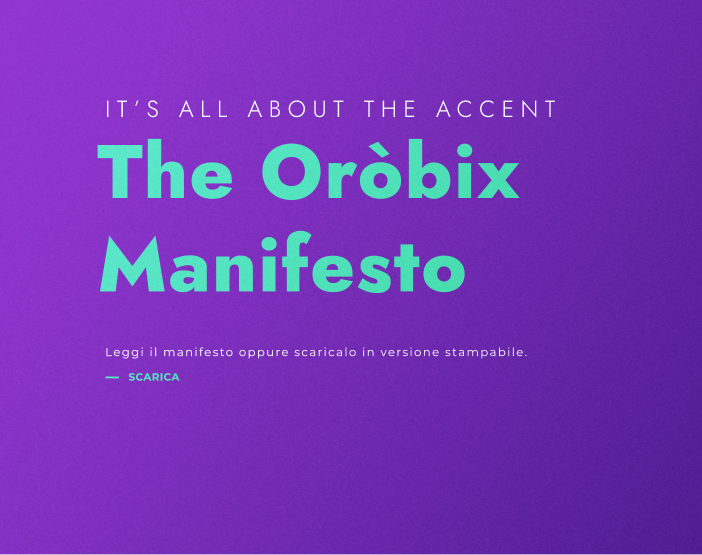 IT'S ALL ABOUT THE ACCENT
The Oròbix
Manifesto
Leggi il manifesto oppure scaricalo in versione stampabile.
— SCARICA